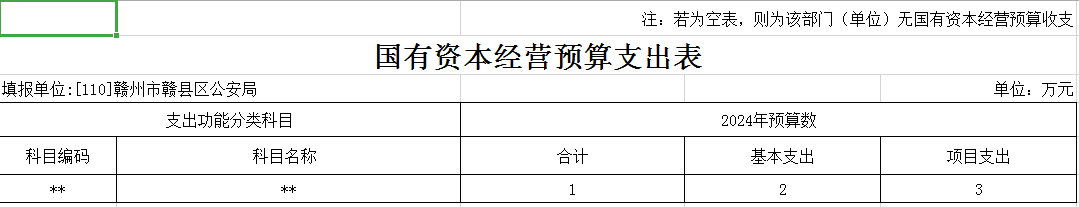 注：若为空表，则为该部门（单位）无国有资本经营预算收支
国有资本经营预算支出表
填报单位:[110]赣州市赣县区公安局 单位：万元
支出功能分类科目 2024年预算数
科目编码 科目名称 合计 基本支出 项目支出
** ** 1 2 3